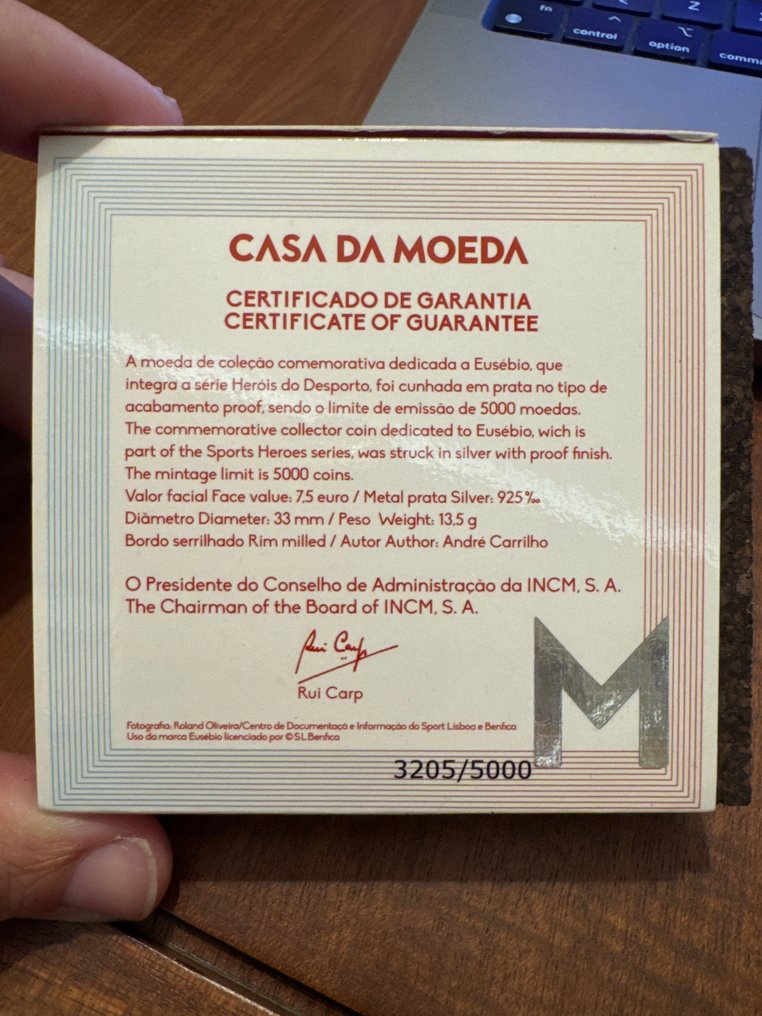 fn
control
option
Z
comma
CASA DA MOEDA
CERTIFICADO DE GARANTIA
CERTIFICATE OF GUARANTEE
A moeda de coleção comemorativa dedicada a Eusébio, que
integra a série Heróis do Desporto, foi cunhada em prata no tipo de
acabamento proof, sendo o limite de emissão de 5000 moedas.
The commemorative collector coin dedicated to Eusébio, wich is
part of the Sports Heroes series, was struck in silver with proof finish.
The mintage limit is 5000 coins.
Valor facial Face value: 7,5 euro / Metal prata Silver: 925‰
Diâmetro Diameter: 33 mm / Peso Weight: 13,5 g
Bordo serrilhado Rim milled / Autor Author: André Carrilho
O Presidente do Conselho de Administração da INCM, S. A.
The Chairman of the Board of INCM, S. A.
Rui Carp
Rui Carp
Fotografia: Roland Oliveira/Centro de Documentaçã e Informação do Sport Lisboa e Benfica
Uso da marca Eusébio licenciado por © S.L.Benfica
M
3205/5000